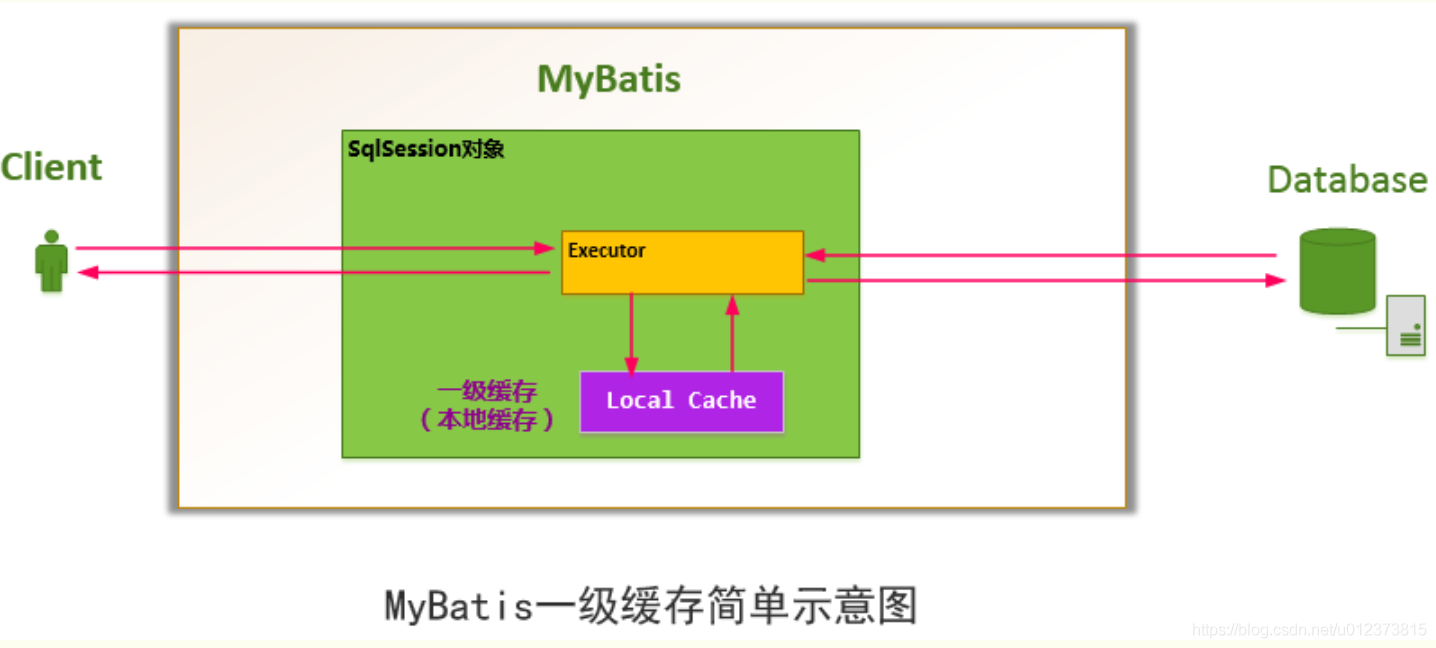 MyBatis
SqlSession对象
Client
Database
Executor
一级缓存
（本地缓存）
Local Cache
MyBatis一级缓存简单示意图
https://blog.csdn.net/u012373815